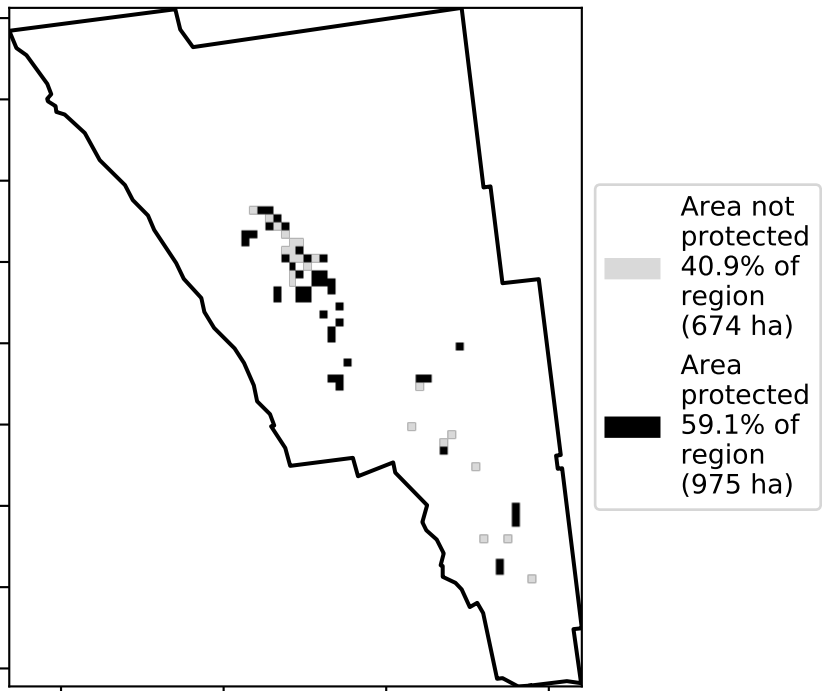 Area not
protected
40.9% of
region
(674 ha)
Area
protected
59.1% of
region
(975 ha)